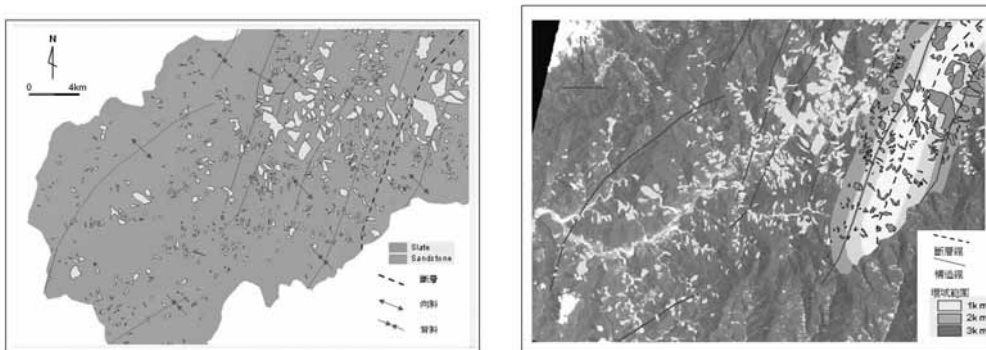 N
0 4km
Slate
Sandstone
斷層
向斜
背斜
N
斷層線
構造線
環域範圍
1k m
2k m
3k m